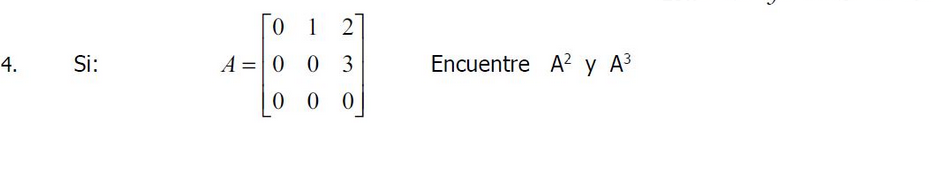 4. Si: A = [0 1 2
0 0 3
0 0 0] Encuentre A² y A³